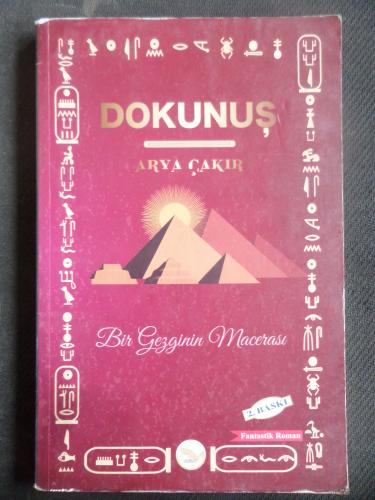 DOKUNUŞ
ARYA ÇAKIR
Bir Gezginin Macerası
2. BASKI
Fantastik Roman